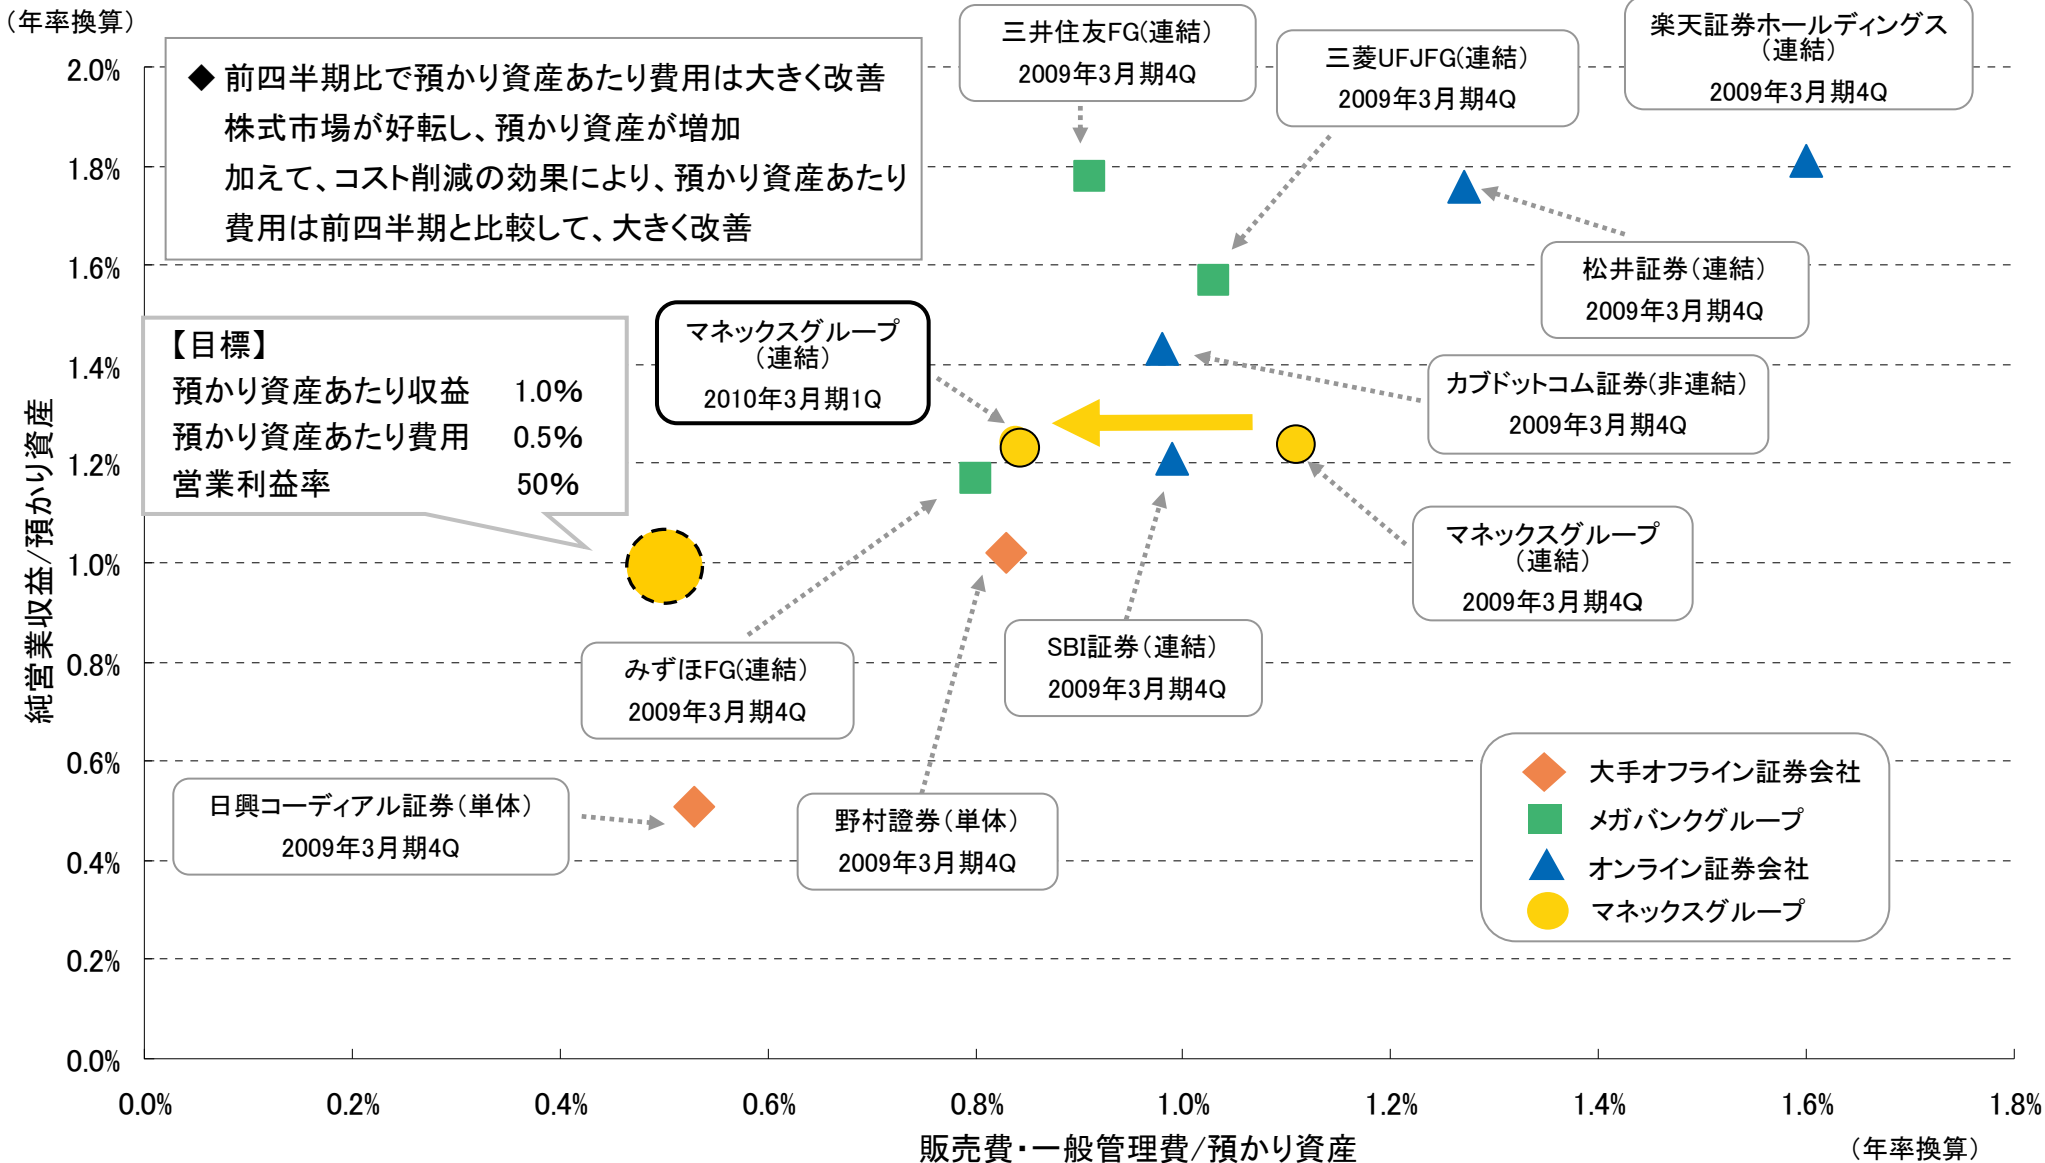 （年率換算）
◆ 前四半期比で預かり資産あたり費用は大きく改善
株式市場が好転し、預かり資産が増加
加えて、コスト削減の効果により、預かり資産あたり
費用は前四半期と比較して、大きく改善
三井住友FG(連結)
2009年3月期4Q
三菱UFJFG(連結)
2009年3月期4Q
楽天証券ホールディングス
（連結）
2009年3月期4Q
松井証券（連結）
2009年3月期4Q
【目標】
預かり資産あたり収益 1.0%
預かり資産あたり費用 0.5%
営業利益率 50%
マネックスグループ
（連結）
2010年3月期1Q
カブドットコム証券(非連結)
2009年3月期4Q
マネックスグループ
（連結）
2009年3月期4Q
SBI証券（連結）
2009年3月期4Q
みずほFG(連結)
2009年3月期4Q
日興コーディアル証券（単体）
2009年3月期4Q
野村證券（単体）
2009年3月期4Q
大手オフライン証券会社
メガバンクグループ
オンライン証券会社
マネックスグループ
純営業収益/預かり資産
2.0%
1.8%
1.6%
1.4%
1.2%
1.0%
0.8%
0.6%
0.4%
0.2%
0.0%
0.0% 0.2% 0.4% 0.6% 0.8% 1.0% 1.2% 1.4% 1.6% 1.8%
販売費・一般管理費/預かり資産
（年率換算）